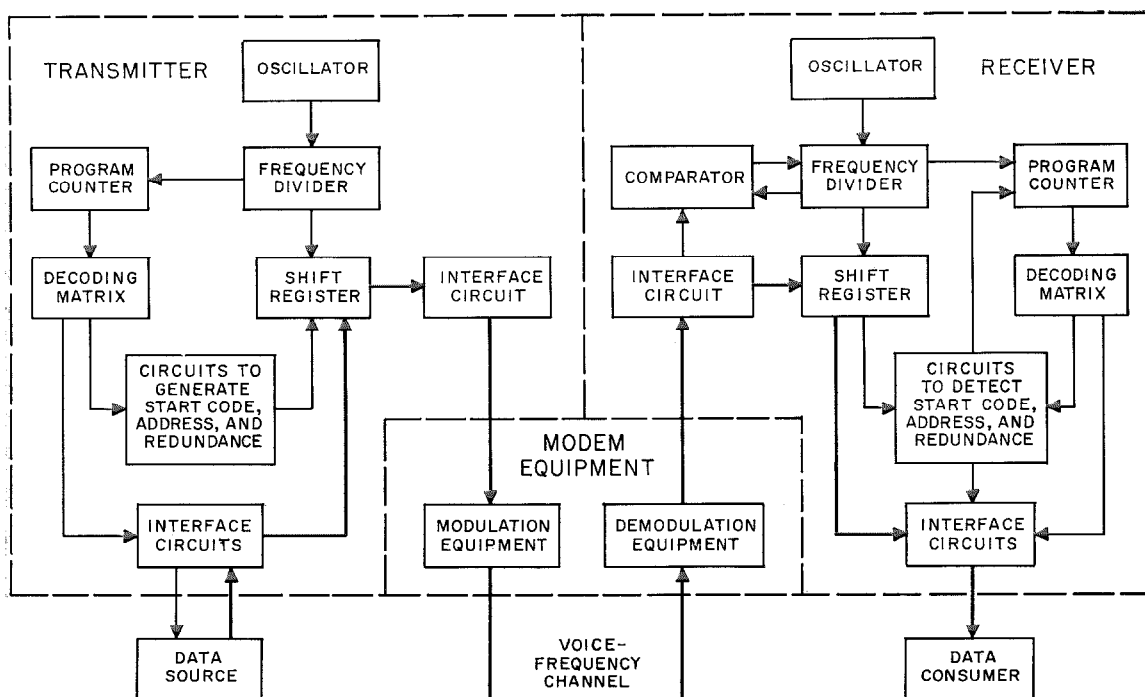 TRANSMITTER
OSCILLATOR
PROGRAM
COUNTER
FREQUENCY
DIVIDER
DECODING
MATRIX
SHIFT
REGISTER
INTERFACE
CIRCUIT
CIRCUITS TO
GENERATE
START CODE,
ADDRESS, AND
REDUNDANCE
INTERFACE
CIRCUITS
DATA
SOURCE
MODEM
EQUIPMENT
MODULATION
EQUIPMENT
DEMODULATION
EQUIPMENT
VOICE-
FREQUENCY
CHANNEL
OSCILLATOR
RECEIVER
COMPARATOR
FREQUENCY
DIVIDER
PROGRAM
COUNTER
INTERFACE
CIRCUIT
SHIFT
REGISTER
DECODING
MATRIX
CIRCUITS
TO DETECT
START CODE,
ADDRESS, AND
REDUNDANCE
INTERFACE
CIRCUITS
DATA
CONSUMER